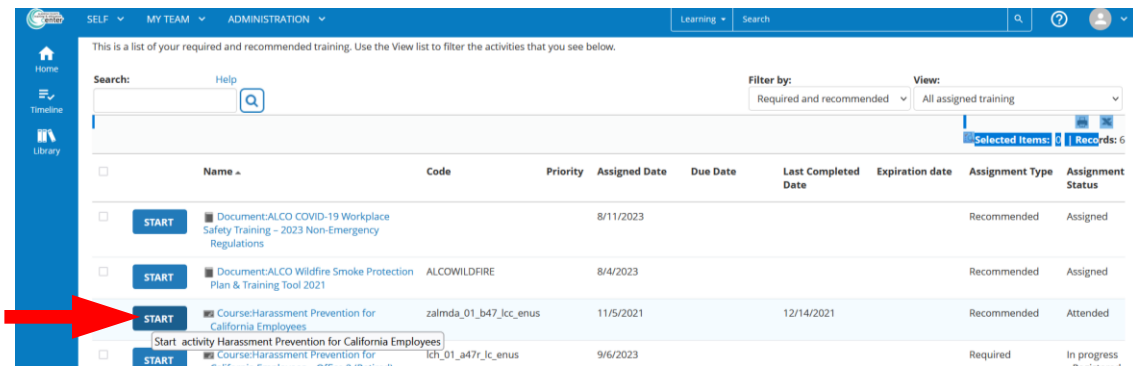 SELF MY TEAM ADMINISTRATION Learning Search
This is a list of your required and recommended training. Use the View list to filter the activities that you see below.
Home
Timeline
Library
Search: Help Filter by: View:
Required and recommended All assigned training
Selected Items: 0 | Records: 6
Name Code Priority Assigned Date Due Date Last Completed Date Expiration date Assignment Type Assignment Status
START Document:ALCO COVID-19 Workplace 8/11/2023 Recommended Assigned
Safety Training – 2023 Non-Emergency
Regulations
START Document:ALCO Wildfire Smoke Protection ALCOWILDFIRE 8/4/2023 Recommended Assigned
Plan & Training Tool 2021
START Course:Harassment Prevention for zalmda_01_b47_lcc_enus 11/5/2021 12/14/2021 Recommended Attended
California Employees
Start activity Harassment Prevention for California Employees
START Course:Harassment Prevention for lch_01_a47r_lc_enus 9/6/2023 Required In progress